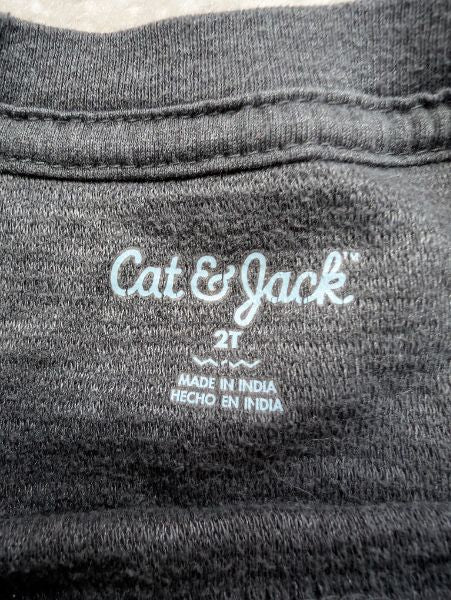 Cat & Jack™
2T
MADE IN INDIA
HECHO EN INDIA